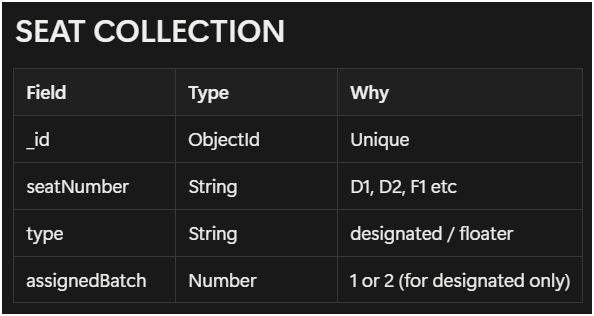 SEAT COLLECTION
Field Type Why
_id ObjectId Unique
seatNumber String D1, D2, F1 etc
type String designated / floater
assignedBatch Number 1 or 2 (for designated only)